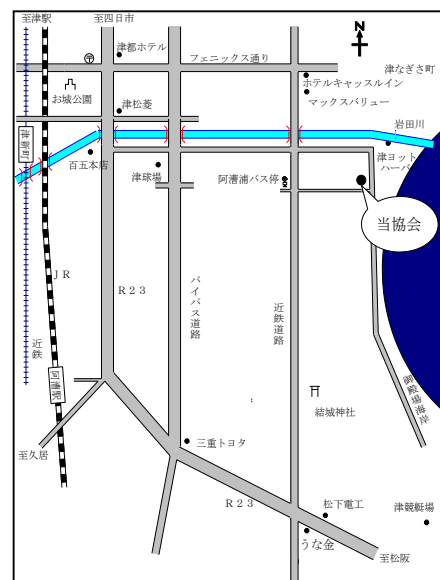 至津駅
至四日市
N
津都ホテル
フェニックス通り
津なぎさ町
お城公園
ホテルキャッスルイン
マックスバリュー
津松菱
岩田川
津新町
百五本店
津球場
阿漕浦バス停
津ヨット
ハーバー
当協会
JR
R23
バイパス道路
近鉄道路
近鉄
阿漕駅
御殿場海岸
結城神社
三重トヨタ
至久居
R23
松下電工
津競艇場
うな金
至松阪